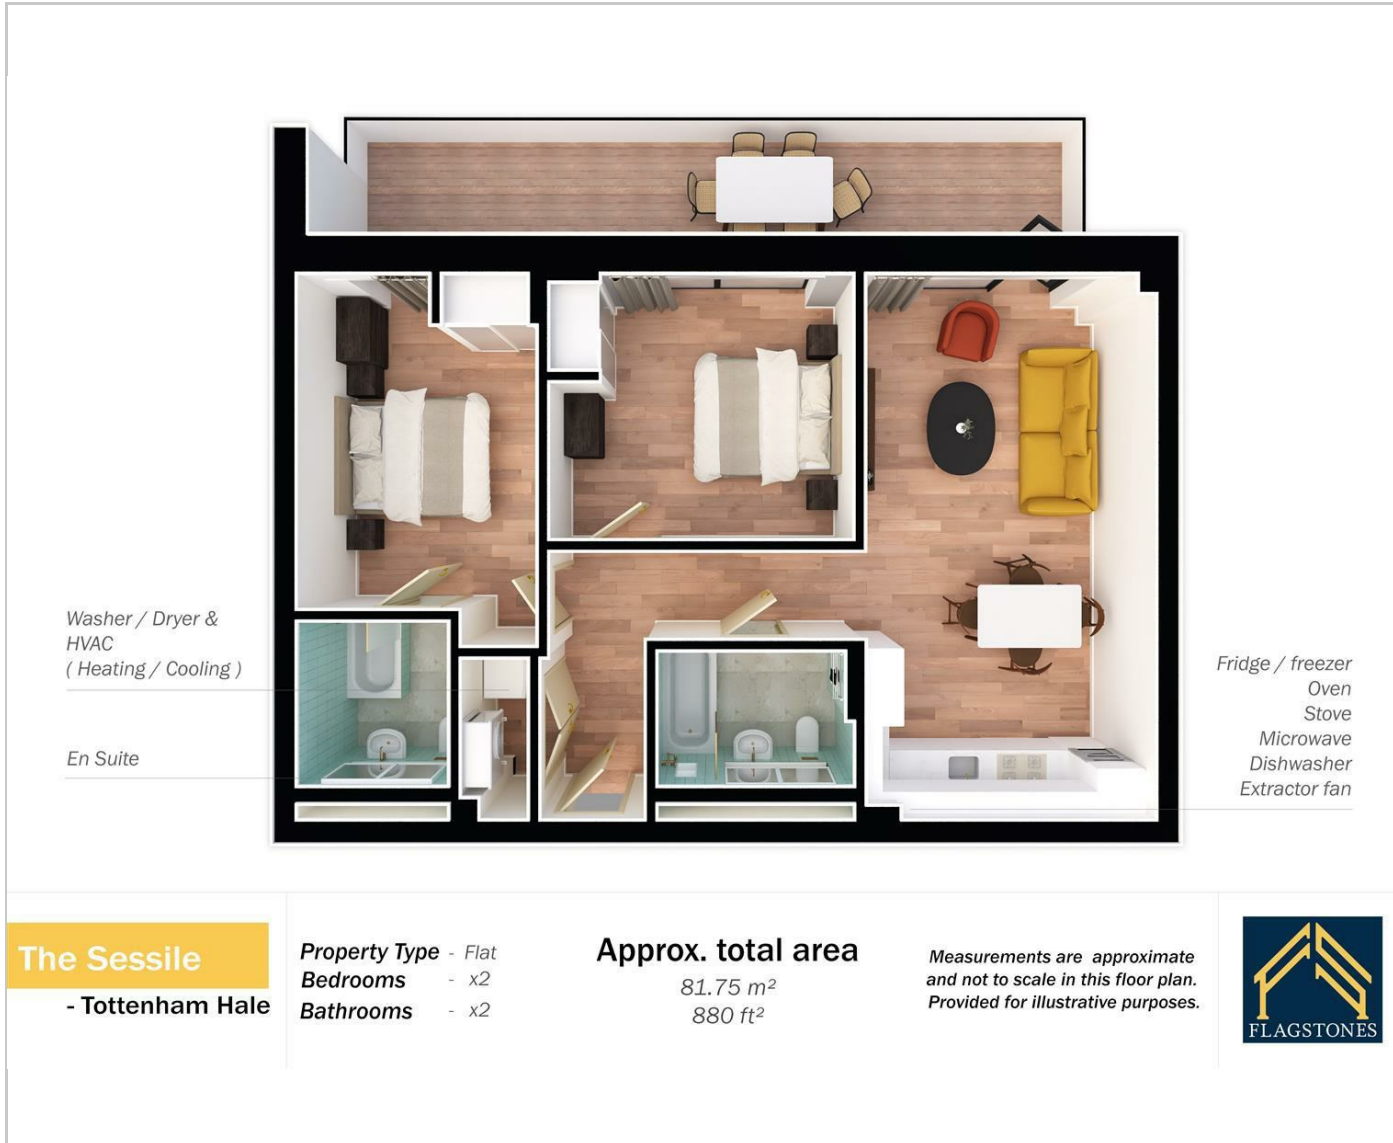 Washer / Dryer &
HVAC
( Heating / Cooling )
En Suite
Fridge / freezer
Oven
Stove
Microwave
Dishwasher
Extractor fan
The Sessile
- Tottenham Hale
Property Type - Flat
Bedrooms - x2
Bathrooms - x2
Approx. total area
81.75 m²
880 ft²
Measurements are approximate
and not to scale in this floor plan.
Provided for illustrative purposes.
FLAGSTONES